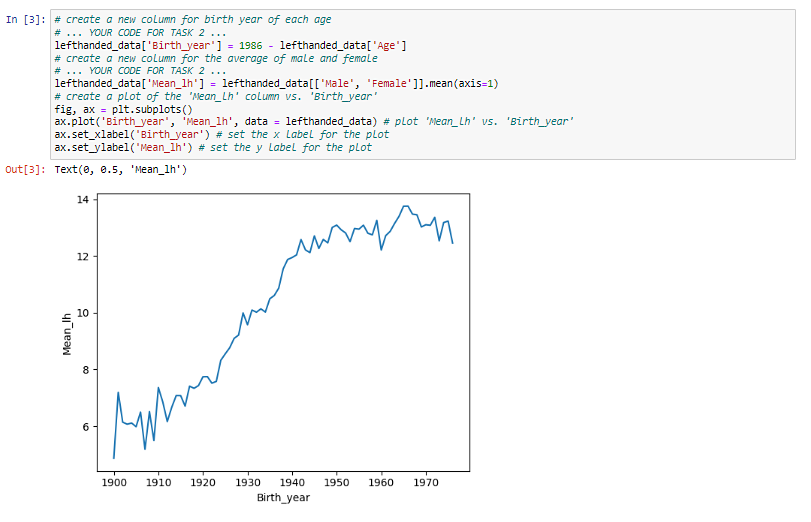 In [3]: # create a new column for birth year of each age
# ... YOUR CODE FOR TASK 2 ...
lefthanded_data['Birth_year'] = 1986 - lefthanded_data['Age']
# create a new column for the average of male and female
# ... YOUR CODE FOR TASK 2 ...
lefthanded_data['Mean_lh'] = lefthanded_data[['Male', 'Female']].mean(axis=1)
# create a plot of the 'Mean_lh' column vs. 'Birth_year'
fig, ax = plt.subplots()
ax.plot('Birth_year', 'Mean_lh', data = lefthanded_data) # plot 'Mean_lh' vs. 'Birth_year'
ax.set_xlabel('Birth_year') # set the x label for the plot
ax.set_ylabel('Mean_lh') # set the y label for the plot
Out[3]: Text(0, 0.5, 'Mean_lh')
14
12
10
8
6
Mean_lh
1900 1910 1920 1930 1940 1950 1960 1970
Birth_year